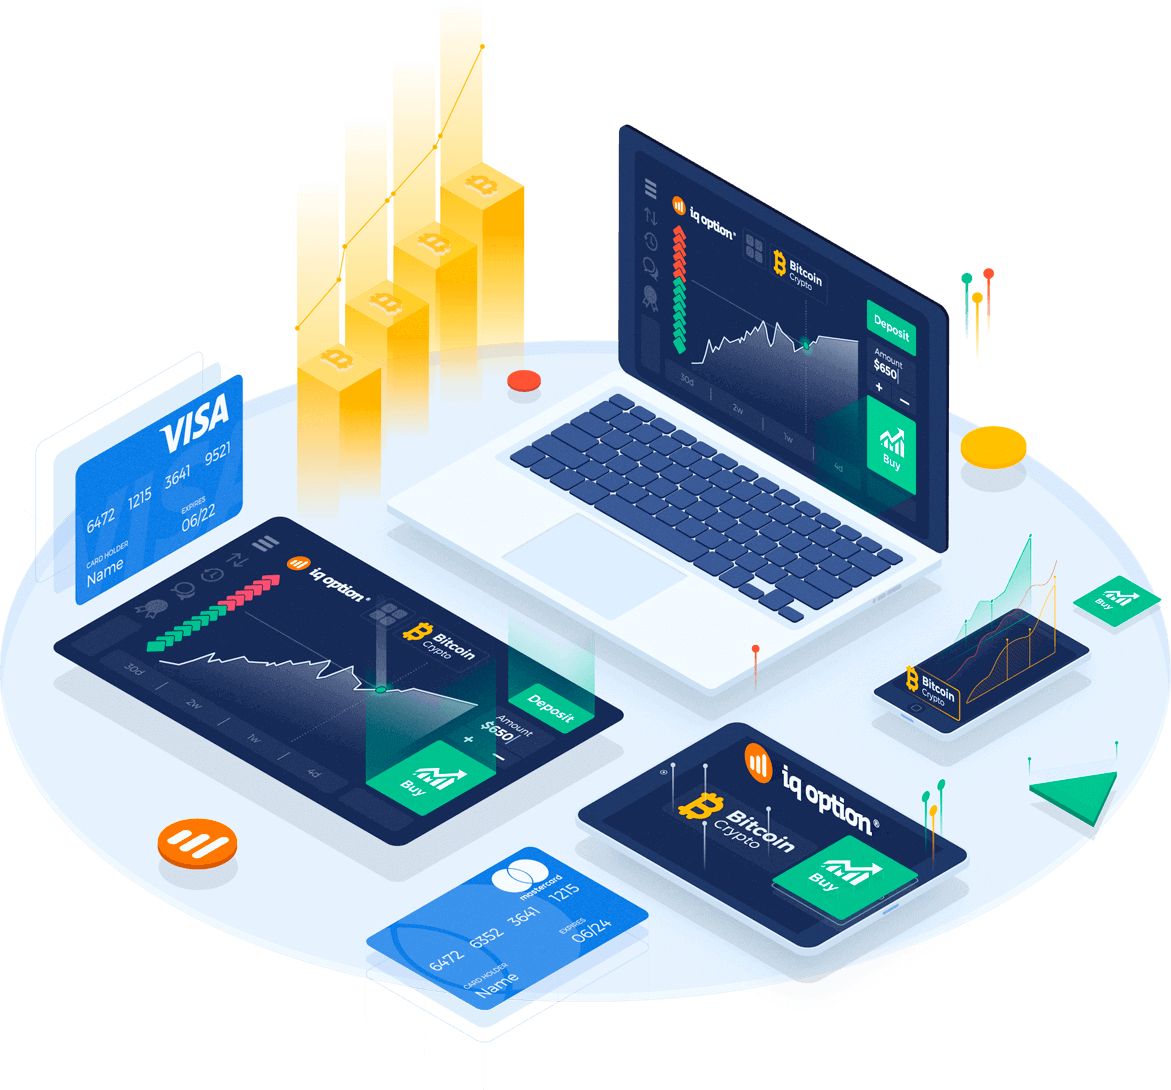 iq option®
Bitcoin
Crypto
Deposit
Amount
$650
+
−
Buy
30d
2w
1w
4d
VISA
6472 1215 3641 9521
EXPIRES
06/22
CARD HOLDER
Name
iq option®
Bitcoin
Crypto
30d
2w
1w
4d
Deposit
Amount
$650
+
−
Buy
Bitcoin
Crypto
Buy
®
iq option®
Bitcoin
Crypto
Buy
mastercard
6472 6352 3641 1215
EXPIRES
06/24
CARD HOLDER
Name